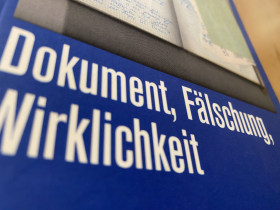 Dokument, Fälschung,
Wirklichkeit